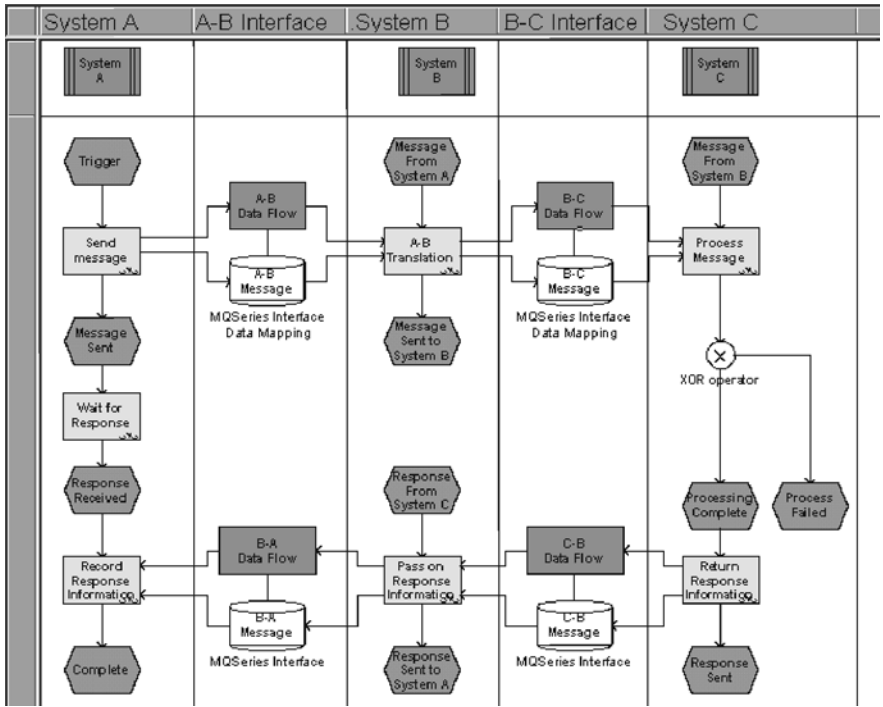 System A
A-B Interface
.System B
B-C Interface
System C
System
A
System
B
System
C
Trigger
Message
From
System A
Message
From
System B
A-B
Data Flow
B-C
Data Flow
Send
message
A-B
Translation
Process
Message
A-B
Message
B-C
Message
MQSeries Interface
Data Mapping
MQSeries Interface
Data Mapping
Message
Sent
Message
Sent to
System B
XOR operator
Wait for
Response
Response
Received
Response
From
System C
Processing
Complete
Process
Failed
B-A
Data Flow
C-B
Data Flow
Record
Response
Information
Pass on
Response
Information
Return
Response
Information
B-A
Message
C-B
Message
MQSeries Interface
MQSeries Interface
Complete
Response
Sent to
System A
Response
Sent